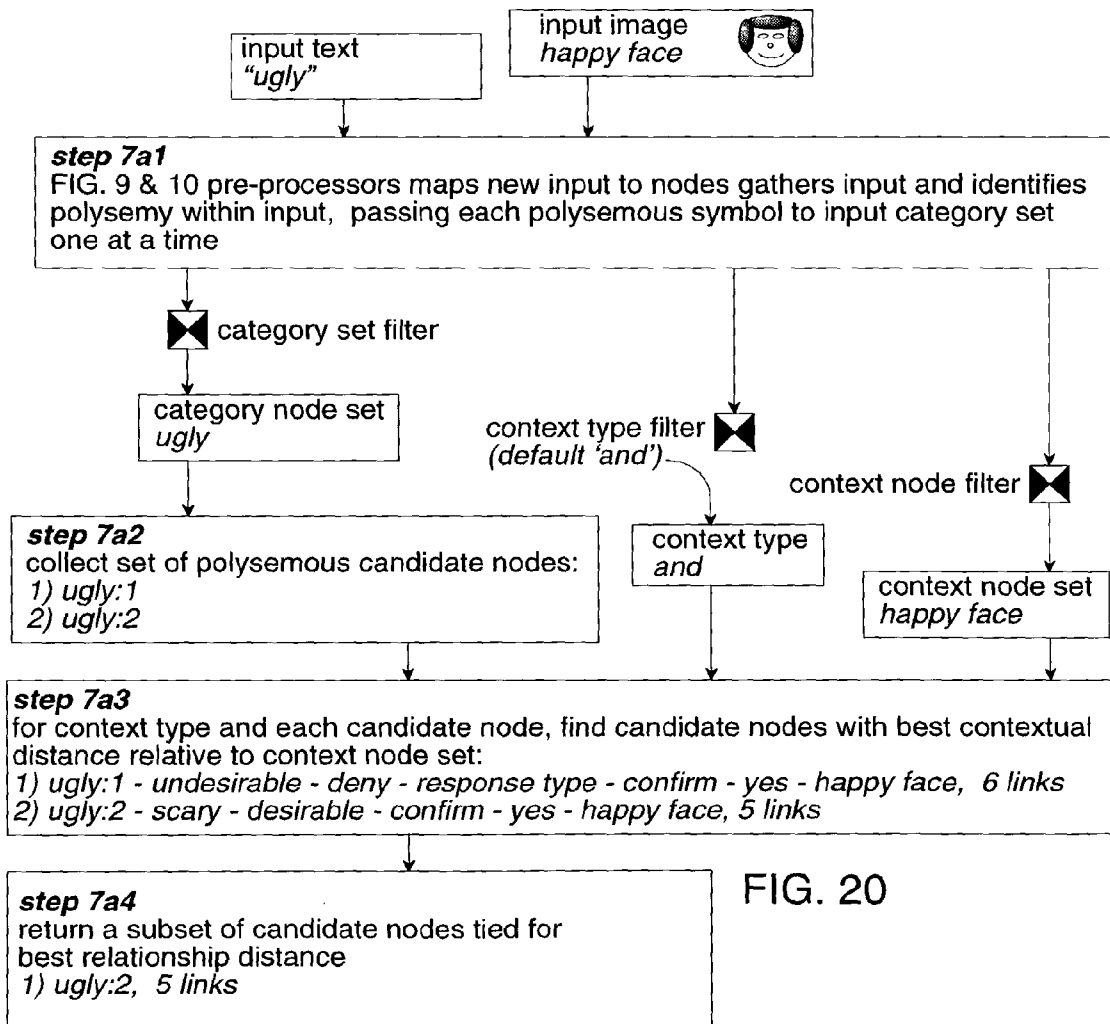 input text
"ugly"
input image
happy face
step 7a1
FIG. 9 & 10 pre-processors maps new input to nodes gathers input and identifies
polysemy within input, passing each polysemous symbol to input category set
one at a time
category set filter
category node set
ugly
context type filter
(default 'and')
context node filter
step 7a2
collect set of polysemous candidate nodes:
1) ugly:1
2) ugly:2
context type
and
context node set
happy face
step 7a3
for context type and each candidate node, find candidate nodes with best contextual
distance relative to context node set:
1) ugly:1 - undesirable - deny - response type - confirm - yes - happy face, 6 links
2) ugly:2 - scary - desirable - confirm - yes - happy face, 5 links
step 7a4
return a subset of candidate nodes tied for
best relationship distance
1) ugly:2, 5 links
FIG. 20